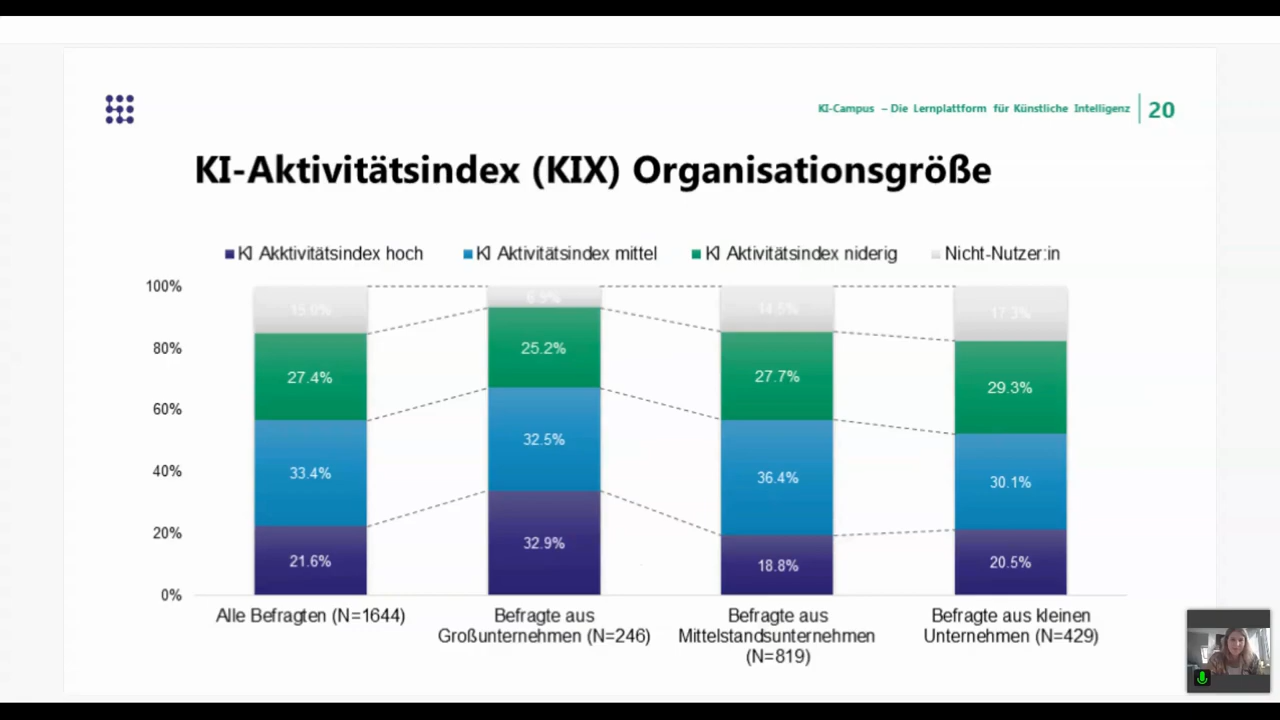 KI-Campus – Die Lernplattform für Künstliche Intelligenz
20
KI-Aktivitätsindex (KIX) Organisationsgröße
KI Akktivitätsindex hoch
KI Aktivitätsindex mittel
KI Aktivitätsindex niderig
Nicht-Nutzer:in
100%
80%
60%
40%
20%
0%
6.9%
14.5%
17.3%
27.4%
25.2%
27.7%
29.3%
33.4%
32.5%
36.4%
30.1%
21.6%
32.9%
18.8%
20.5%
Alle Befragten (N=1644)
Befragte aus
Großunternehmen (N=246)
Befragte aus
Mittelstandsunternehmen
(N=819)
Befragte aus kleinen
Unternehmen (N=429)